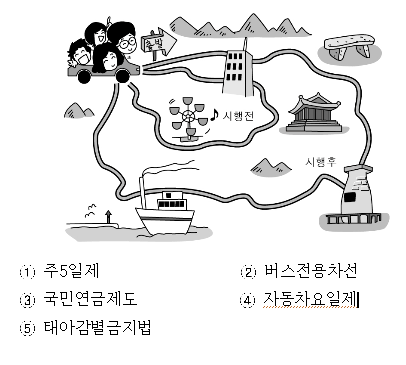 출발
시행전
시행후
① 주5일제 ② 버스전용차선
③ 국민연금제도 ④ 자동차요일제
⑤ 태아감별금지법